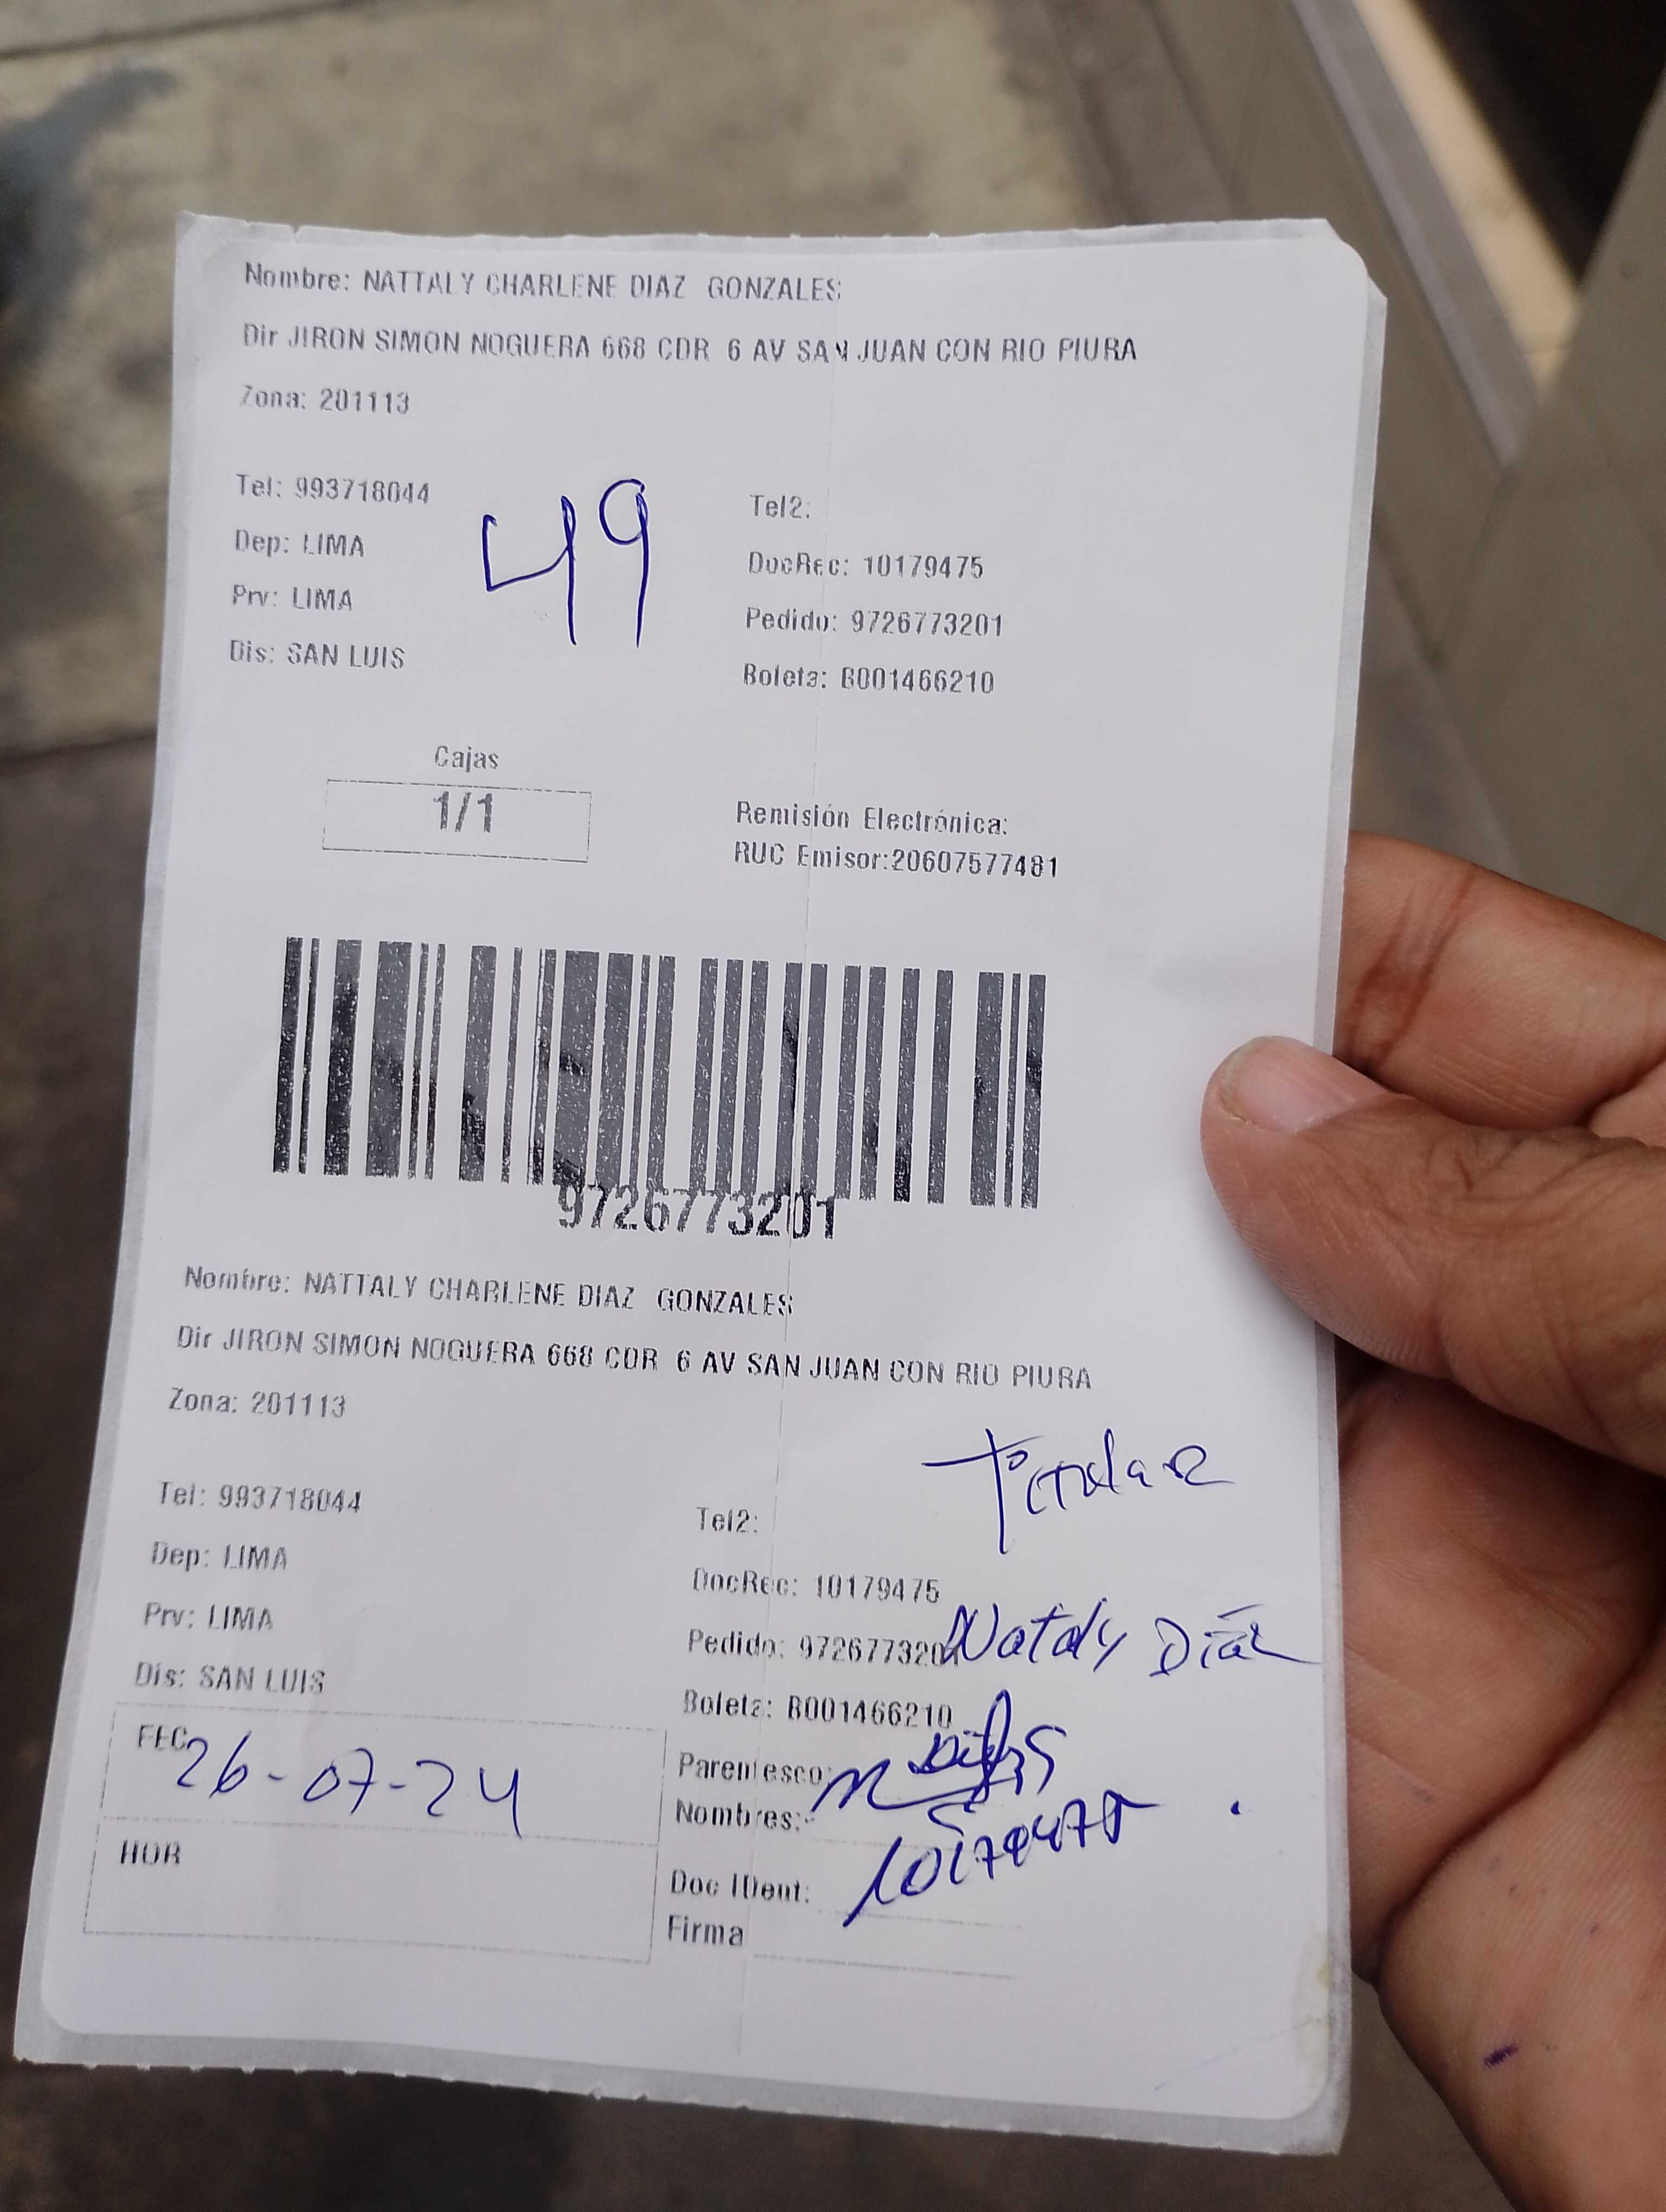 Nombre: NATTALY CHARLENE DIAZ GONZALES
Dir JIRON SIMON NOGUERA 668 CDR 6 AV SAN JUAN CON RIO PIURA
Zona: 201113
49
Tel: 993718044
Dep: LIMA
Prv: LIMA
Dis: SAN LUIS
Tel2:
DocRec: 10179475
Pedido: 9726773201
Boleta: B001466210
Cajas
1/1
Remisión Electrónica:
RUC Emisor:20607577481
9726773201
Nombre: NATTALY CHARLENE DIAZ GONZALES
Dir JIRON SIMON NOGUERA 668 CDR 6 AV SAN JUAN CON RIO PIURA
Zona: 201113
Tel: 993718044
Dep: LIMA
Prv: LIMA
Dis: SAN LUIS
FEC 26-07-24
HOR
Titular
Tel2:
DocRec: 10179475
Nataly Díaz
Pedido: 9726773201
Boleta: B001466210
Parentesco:
Nombres:
Doc IDent: 10179475
Firma